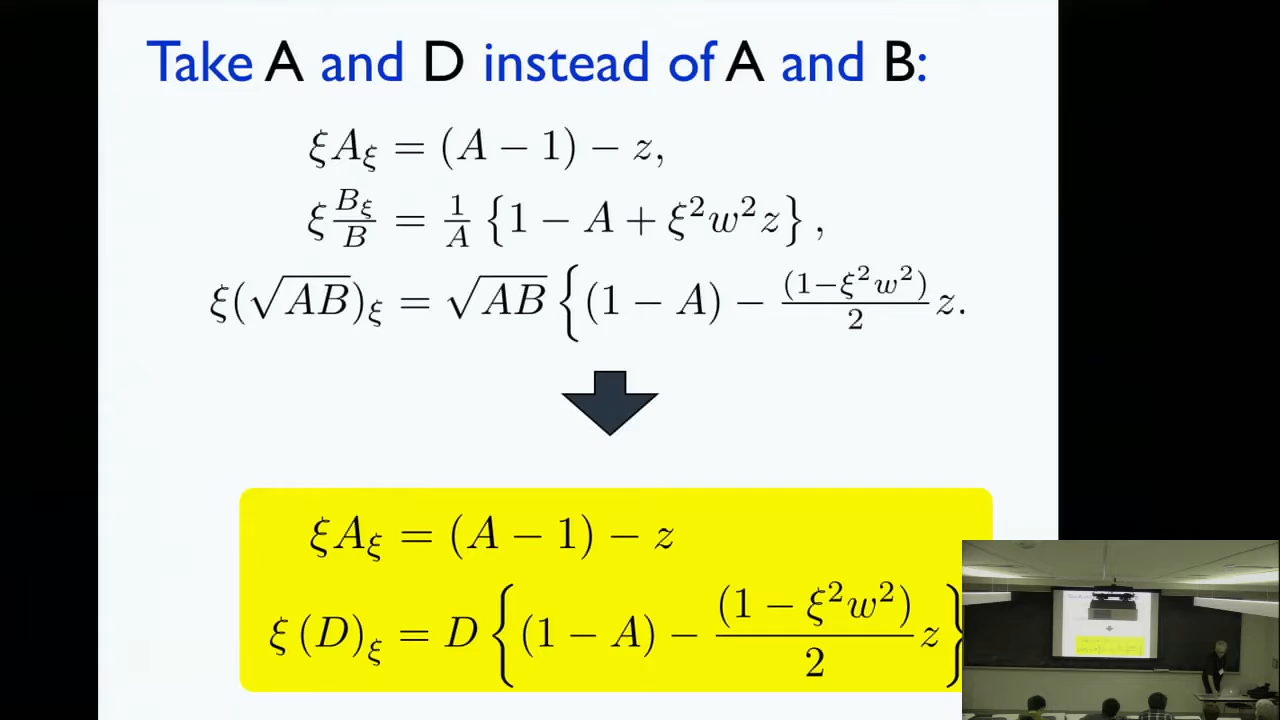 Take A and D instead of A and B:
ξA_ξ = (A − 1) − z,
ξ B_ξ/B = 1/A {1 − A + ξ²w²z},
ξ(√AB)_ξ = √AB {(1 − A) − (1−ξ²w²)/2 z.
ξA_ξ = (A − 1) − z
ξ (D)_ξ = D {(1 − A) − (1 − ξ²w²)/2 z}